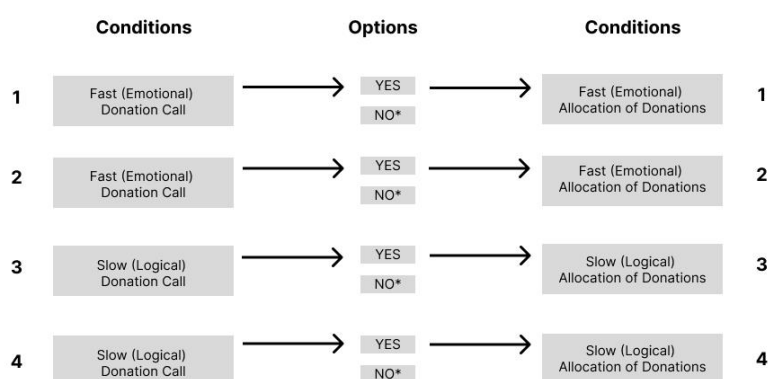 Conditions Options Conditions
1 Fast (Emotional) Donation Call YES NO* Fast (Emotional) Allocation of Donations 1
2 Fast (Emotional) Donation Call YES NO* Fast (Emotional) Allocation of Donations 2
3 Slow (Logical) Donation Call YES NO* Slow (Logical) Allocation of Donations 3
4 Slow (Logical) Donation Call YES NO* Slow (Logical) Allocation of Donations 4